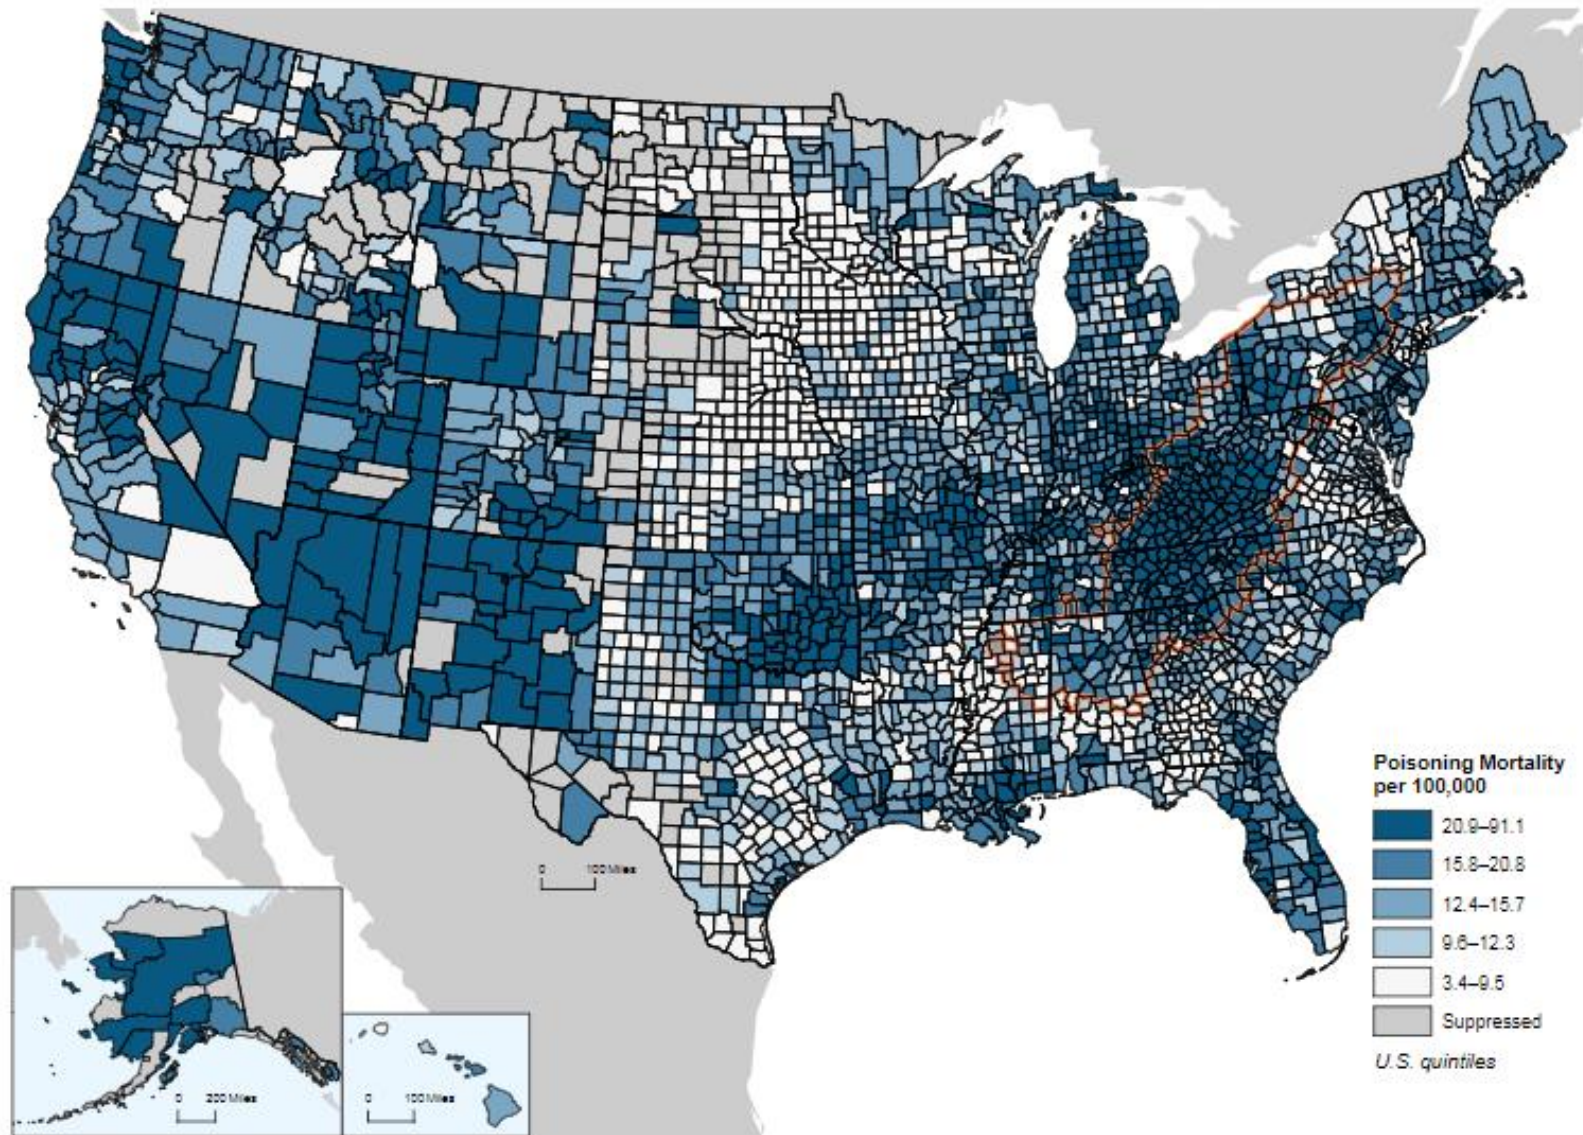 Poisoning Mortality
per 100,000
20.9–91.1
15.8–20.8
12.4–15.7
9.6–12.3
3.4–9.5
Suppressed
U.S. quintiles
0 100 Miles
0 200 Miles
0 100 Miles